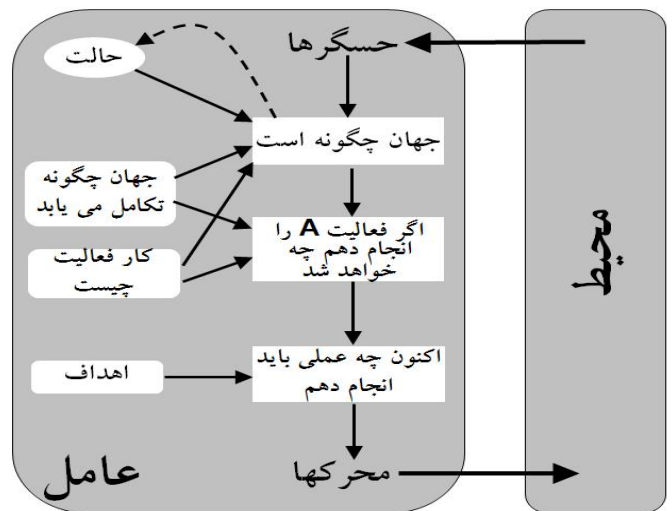 حسگرها
حالت
جهان چگونه است
جهان چگونه
تکامل می یابد
اگر فعالیت A را
انجام دهم چه
خواهد شد
کار فعالیت
چیست
اکنون چه عملی باید
انجام دهم
اهداف
محرکها
عامل
محیط